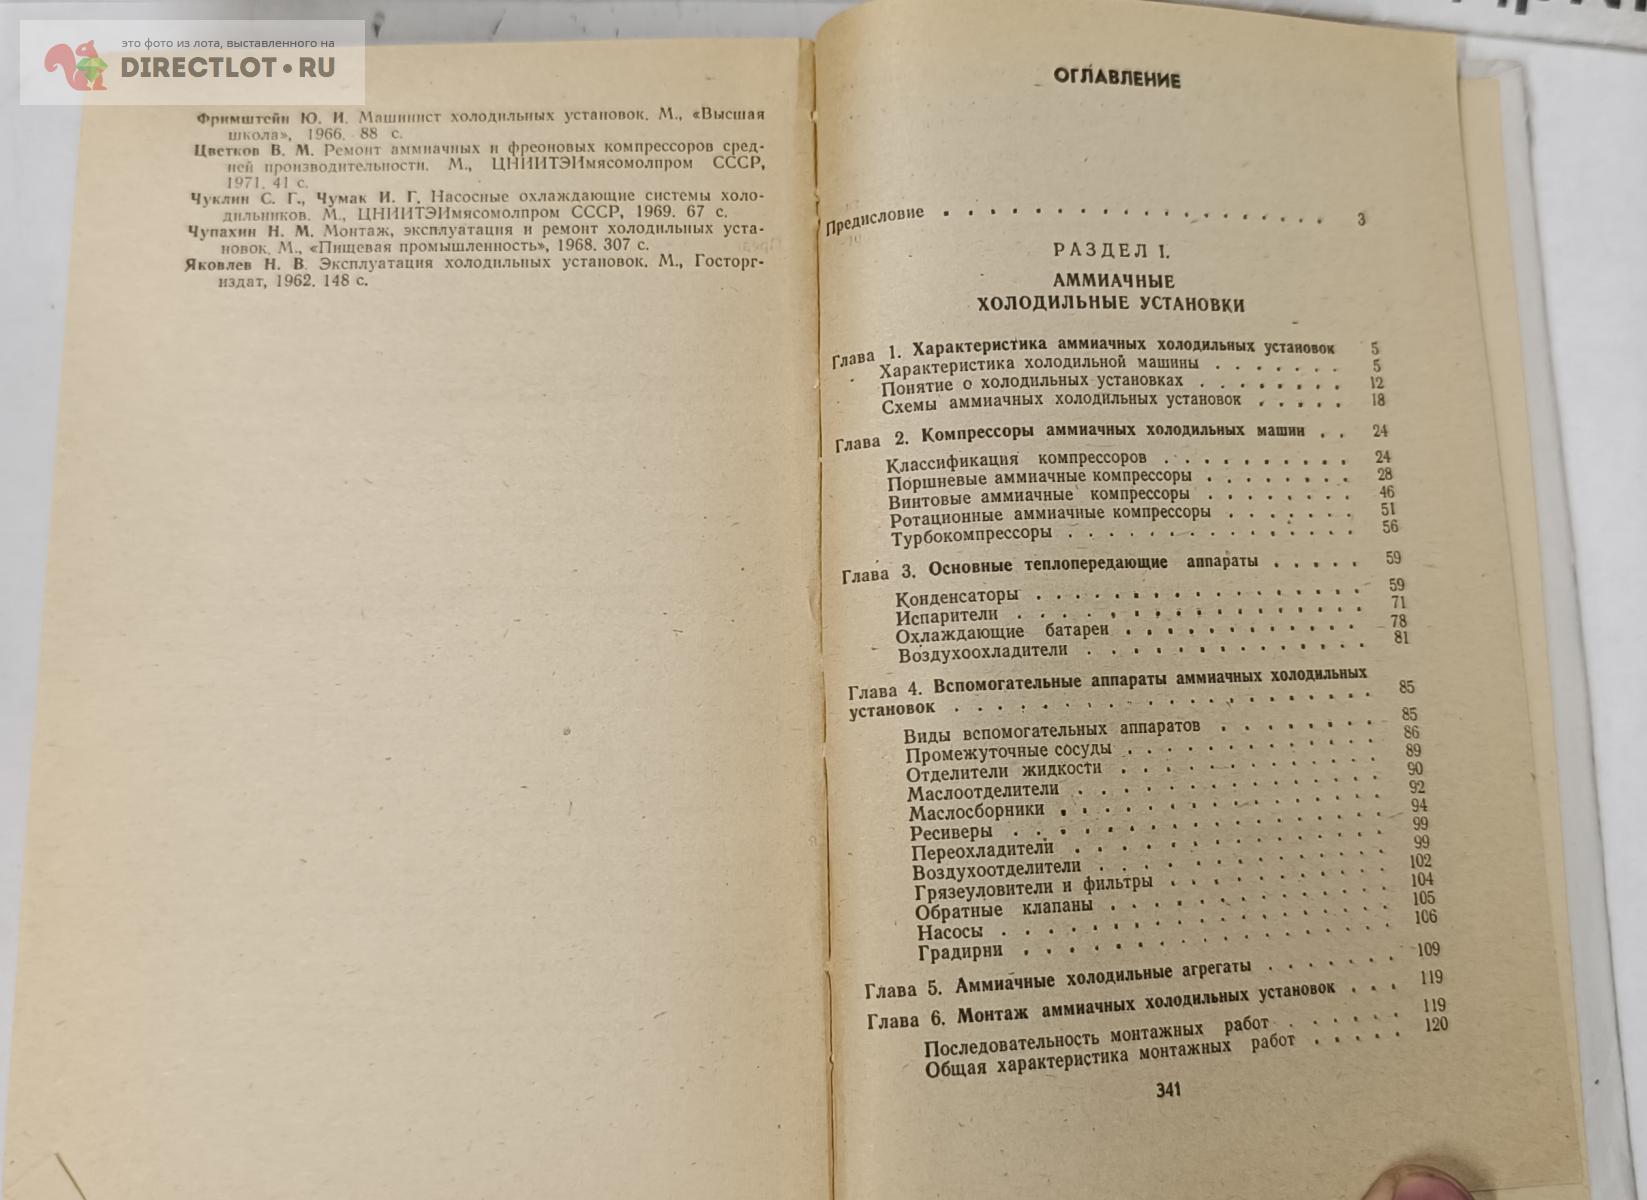 это фото из лота, выставленного на
DIRECTLOT•RU
Фримштейн Ю. И. Машинист холодильных установок. М., «Высшая
школа», 1966. 88 с.
Цветков В. М. Ремонт аммиачных и фреоновых компрессоров сред-
ней производительности. М., ЦНИИТЭИмясомолпром СССР,
1971. 41 с.
Чуклин С. Г., Чумак И. Г. Насосные охлаждающие системы холо-
дильников. М., ЦНИИТЭИмясомолпром СССР, 1969. 67 с.
Чупахин Н. М. Монтаж, эксплуатация и ремонт холодильных уста-
новок. М., «Пищевая промышленность», 1968. 307 с.
Яковлев Н. В. Эксплуатация холодильных установок. М., Госторг-
издат, 1962. 148 с.
ОГЛАВЛЕНИЕ
Предисловие . . . . . . . . . . . . . . . . . 3
РАЗДЕЛ I.
АММИАЧНЫЕ
ХОЛОДИЛЬНЫЕ УСТАНОВКИ
Глава 1. Характеристика аммиачных холодильных установок 5
Характеристика холодильной машины . . . . . . . 5
Понятие о холодильных установках . . . . . . . . 12
Схемы аммиачных холодильных установок . . . . . 18
Глава 2. Компрессоры аммиачных холодильных машин . . 24
Классификация компрессоров . . . . . . . . . . 24
Поршневые аммиачные компрессоры . . . . . . . . 28
Винтовые аммиачные компрессоры . . . . . . . . 46
Ротационные аммиачные компрессоры . . . . . . . 51
Турбокомпрессоры . . . . . . . . . . . . . . 56
Глава 3. Основные теплопередающие аппараты . . . . . 59
Конденсаторы . . . . . . . . . . . . . . . 59
Испарители . . . . . . . . . . . . . . . . 71
Охлаждающие батареи . . . . . . . . . . . . 78
Воздухоохладители . . . . . . . . . . . . . 81
Глава 4. Вспомогательные аппараты аммиачных холодильных
установок . . . . . . . . . . . . . . . . . . 85
Виды вспомогательных аппаратов . . . . . . . . 85
Промежуточные сосуды . . . . . . . . . . . . 86
Отделители жидкости . . . . . . . . . . . . 89
Маслоотделители . . . . . . . . . . . . . . 90
Маслосборники . . . . . . . . . . . . . . . 92
Ресиверы . . . . . . . . . . . . . . . . . 94
Переохладители . . . . . . . . . . . . . . 99
Воздухоотделители . . . . . . . . . . . . . 99
Грязеуловители и фильтры . . . . . . . . . . 102
Обратные клапаны . . . . . . . . . . . . . 104
Насосы . . . . . . . . . . . . . . . . . . 105
Градирни . . . . . . . . . . . . . . . . . 106
Глава 5. Аммиачные холодильные агрегаты . . . . . . . 109
Глава 6. Монтаж аммиачных холодильных установок . . . 119
Последовательность монтажных работ . . . . . . 119
Общая характеристика монтажных работ . . . . . 120
341